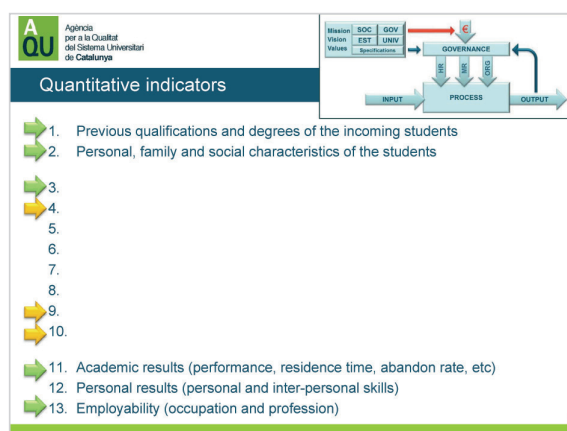 AQU
Agència
per a la Qualitat
del Sistema Universitari
de Catalunya
Mission
Vision
Values
SOC GOV
EST UNIV
Specifications
€
GOVERNANCE
HR
MR
ORG
INPUT
PROCESS
OUTPUT
Quantitative indicators
1. Previous qualifications and degrees of the incoming students
2. Personal, family and social characteristics of the students
3.
4.
5.
6.
7.
8.
9.
10.
11. Academic results (performance, residence time, abandon rate, etc)
12. Personal results (personal and inter-personal skills)
13. Employability (occupation and profession)